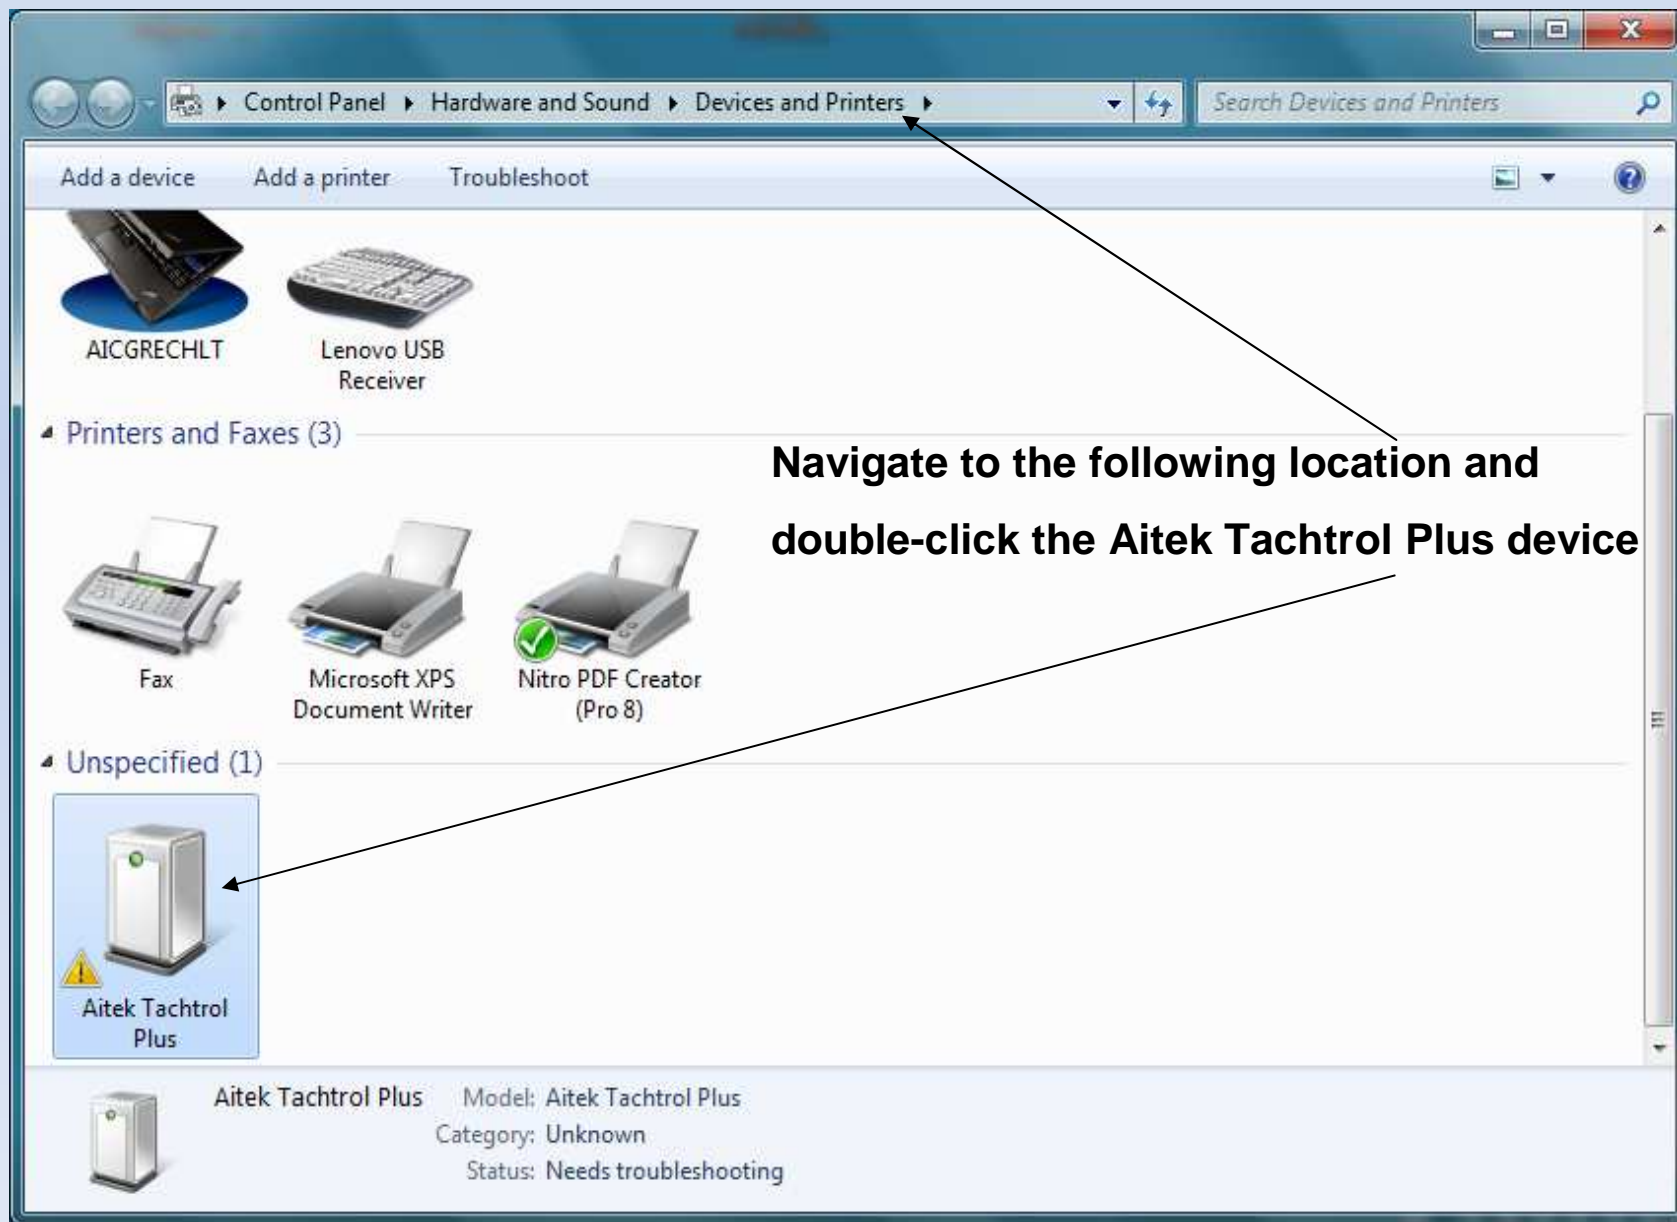 Control Panel ▸ Hardware and Sound ▸ Devices and Printers ▸
Search Devices and Printers
Add a device Add a printer Troubleshoot
AICGRECHLT
Lenovo USB
Receiver
Printers and Faxes (3)
Navigate to the following location and
double-click the Aitek Tachtrol Plus device
Fax
Microsoft XPS
Document Writer
Nitro PDF Creator
(Pro 8)
Unspecified (1)
Aitek Tachtrol
Plus
Aitek Tachtrol Plus Model: Aitek Tachtrol Plus
Category: Unknown
Status: Needs troubleshooting